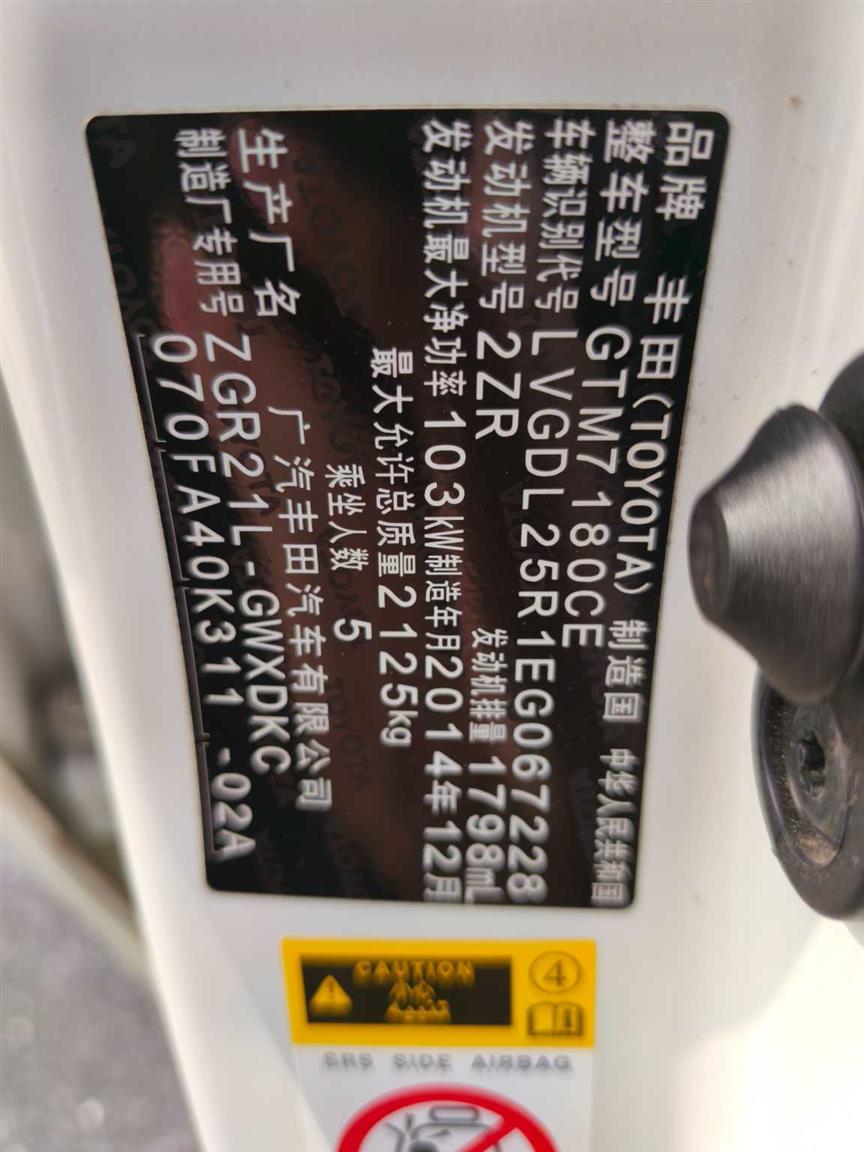 品牌 丰田(TOYOTA) 制造国 中华人民共和国
整车型号 GTM7180CE
车辆识别代号 LVGDL25R1EG067228
发动机型号 2ZR 发动机排量 1798mL
发动机最大净功率 103kW 制造年月 2014年12月
最大允许总质量 2125kg
乘坐人数 5
生产厂名 广汽丰田汽车有限公司
制造厂专用号 ZGR21L-GWXDKC
070FA40K311 -02A
CAUTION
4
SRS SIDE AIRBAG